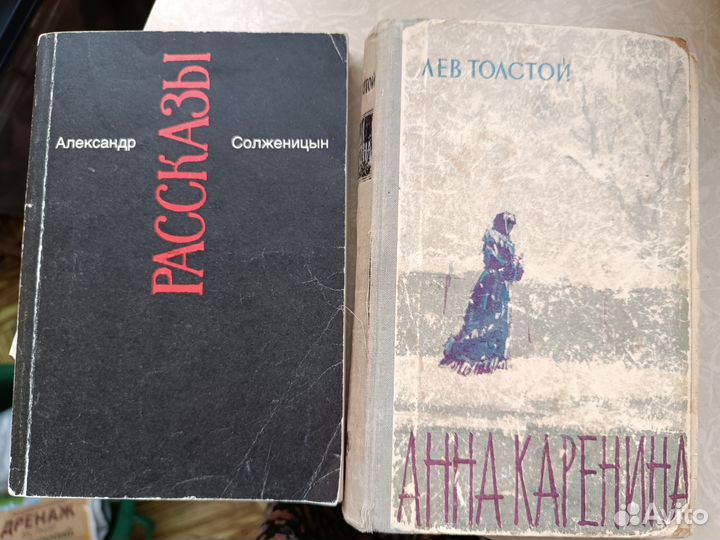 Александр
Солженицын
РАССКАЗЫ
ЛЕВ ТОЛСТОЙ
АННА КАРЕНИНА
ДРЕНАЖ
Avito